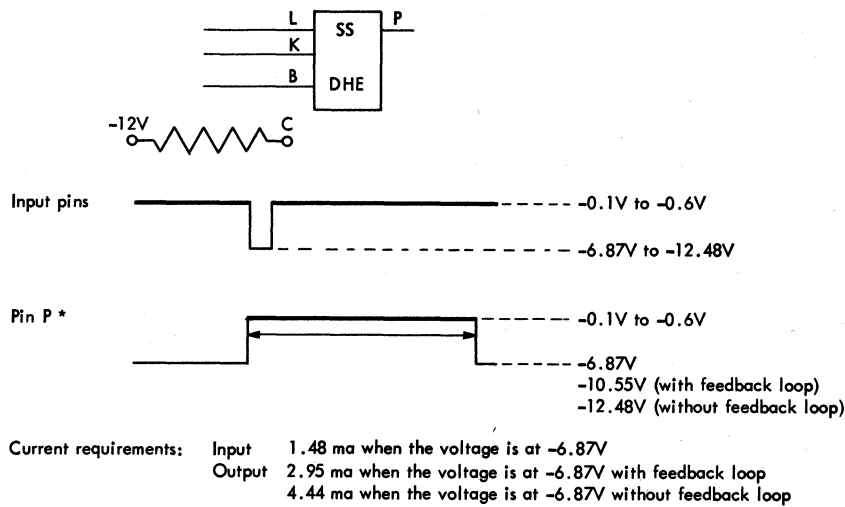 L SS P
K
B DHE
-12V C
Input pins -0.1V to -0.6V
-6.87V to -12.48V
Pin P * -0.1V to -0.6V
-6.87V
-10.55V (with feedback loop)
-12.48V (without feedback loop)
Current requirements: Input 1.48 ma when the voltage is at -6.87V
Output 2.95 ma when the voltage is at -6.87V with feedback loop
4.44 ma when the voltage is at -6.87V without feedback loop